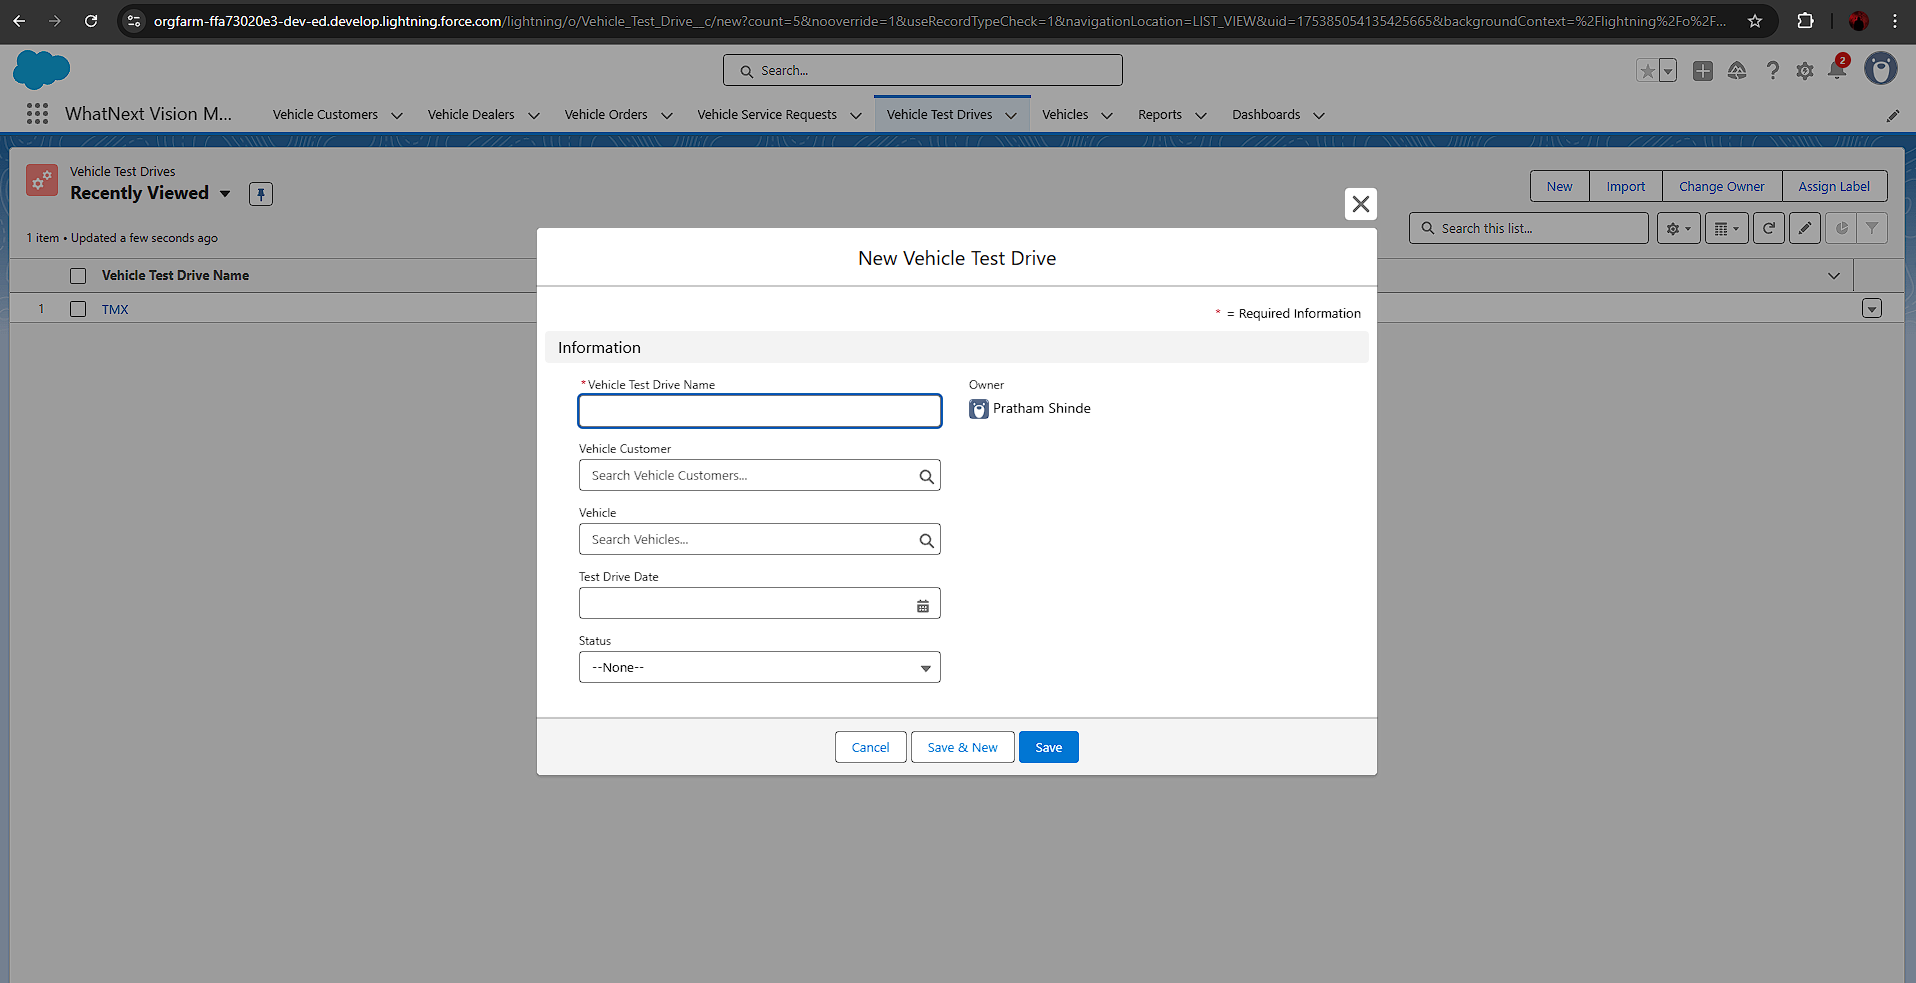 orgfarm-ffa73020e3-dev-ed.develop.lightning.force.com/lightning/o/Vehicle_Test_Drive__c/new?count=5&nooverride=1&useRecordTypeCheck=1&navigationLocation=LIST_VIEW&uid=175385054135425665&backgroundContext=%2Flightning%2Fo%2F...
Search...
2
WhatNext Vision M...
Vehicle Customers
Vehicle Dealers
Vehicle Orders
Vehicle Service Requests
Vehicle Test Drives
Vehicles
Reports
Dashboards
Vehicle Test Drives
Recently Viewed
New
Import
Change Owner
Assign Label
1 item • Updated a few seconds ago
Search this list...
Vehicle Test Drive Name
1
TMX
New Vehicle Test Drive
* = Required Information
Information
* Vehicle Test Drive Name
Owner
Pratham Shinde
Vehicle Customer
Search Vehicle Customers...
Vehicle
Search Vehicles...
Test Drive Date
Status
--None--
Cancel
Save & New
Save